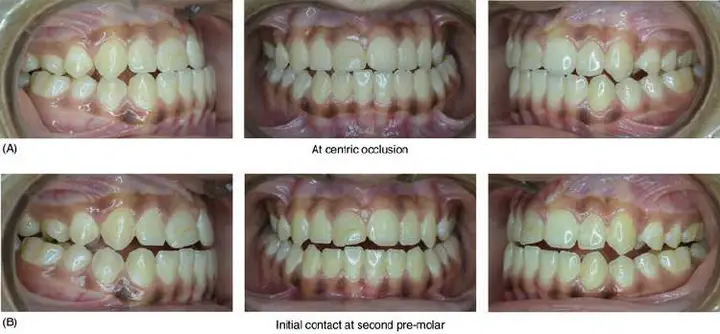 (A)
At centric occlusion
(B)
Initial contact at second pre-molar